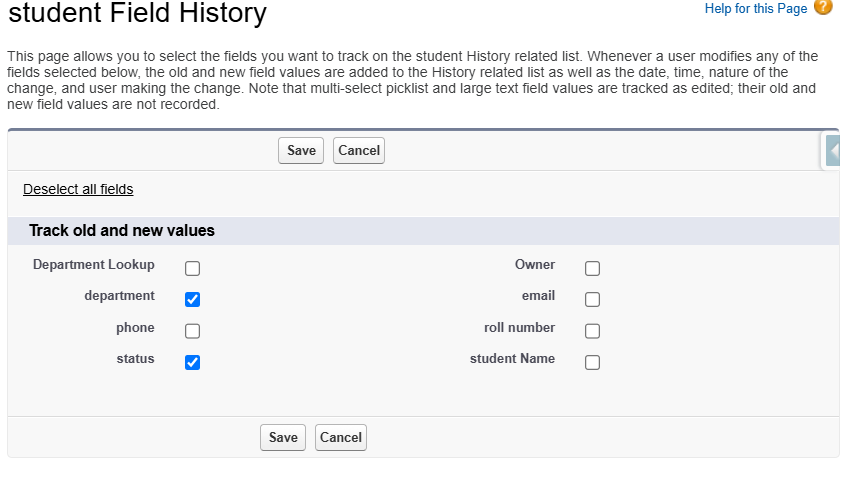 student Field History
Help for this Page ?
This page allows you to select the fields you want to track on the student History related list. Whenever a user modifies any of the
fields selected below, the old and new field values are added to the History related list as well as the date, time, nature of the
change, and user making the change. Note that multi-select picklist and large text field values are tracked as edited; their old and
new field values are not recorded.
Save Cancel
Deselect all fields
Track old and new values
Department Lookup Owner
department email
phone roll number
status student Name
Save Cancel